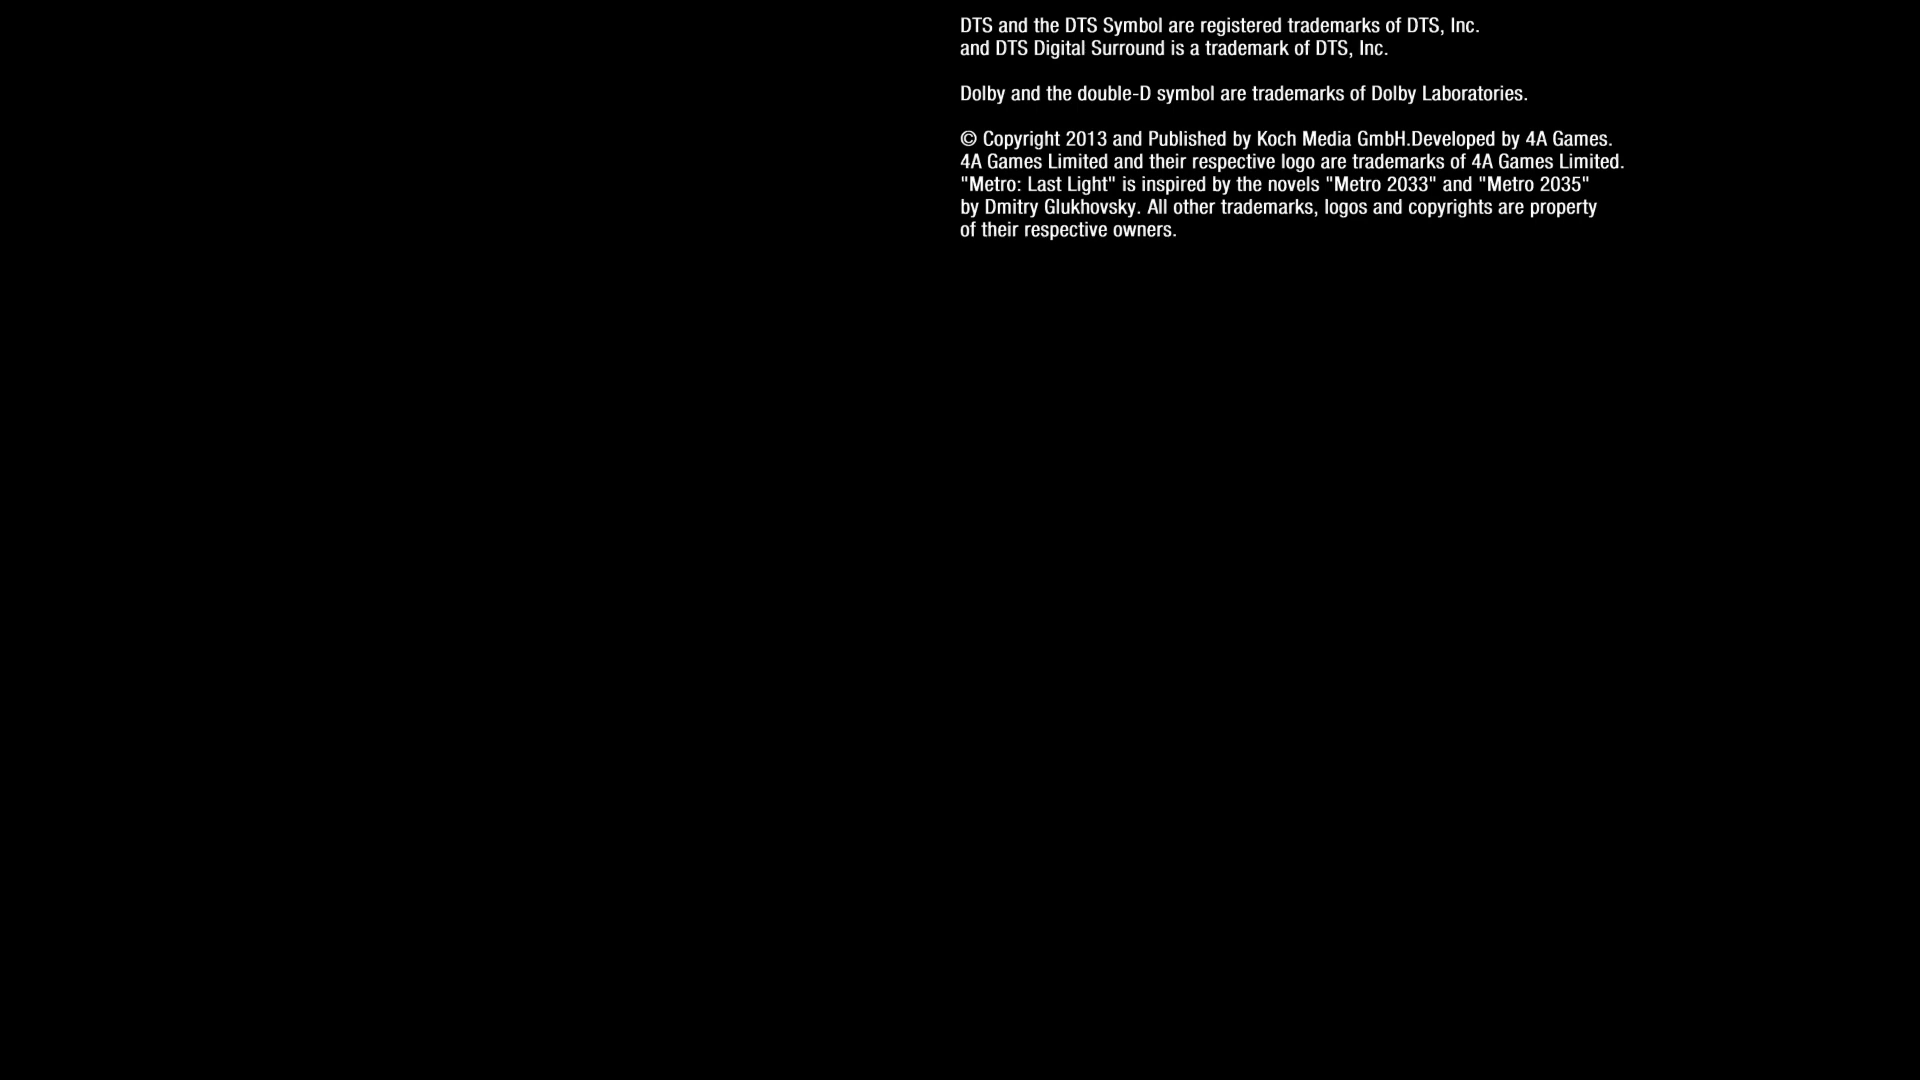 DTS and the DTS Symbol are registered trademarks of DTS, Inc.
and DTS Digital Surround is a trademark of DTS, Inc.
Dolby and the double-D symbol are trademarks of Dolby Laboratories.
© Copyright 2013 and Published by Koch Media GmbH.Developed by 4A Games.
4A Games Limited and their respective logo are trademarks of 4A Games Limited.
"Metro: Last Light" is inspired by the novels "Metro 2033" and "Metro 2035"
by Dmitry Glukhovsky. All other trademarks, logos and copyrights are property
of their respective owners.